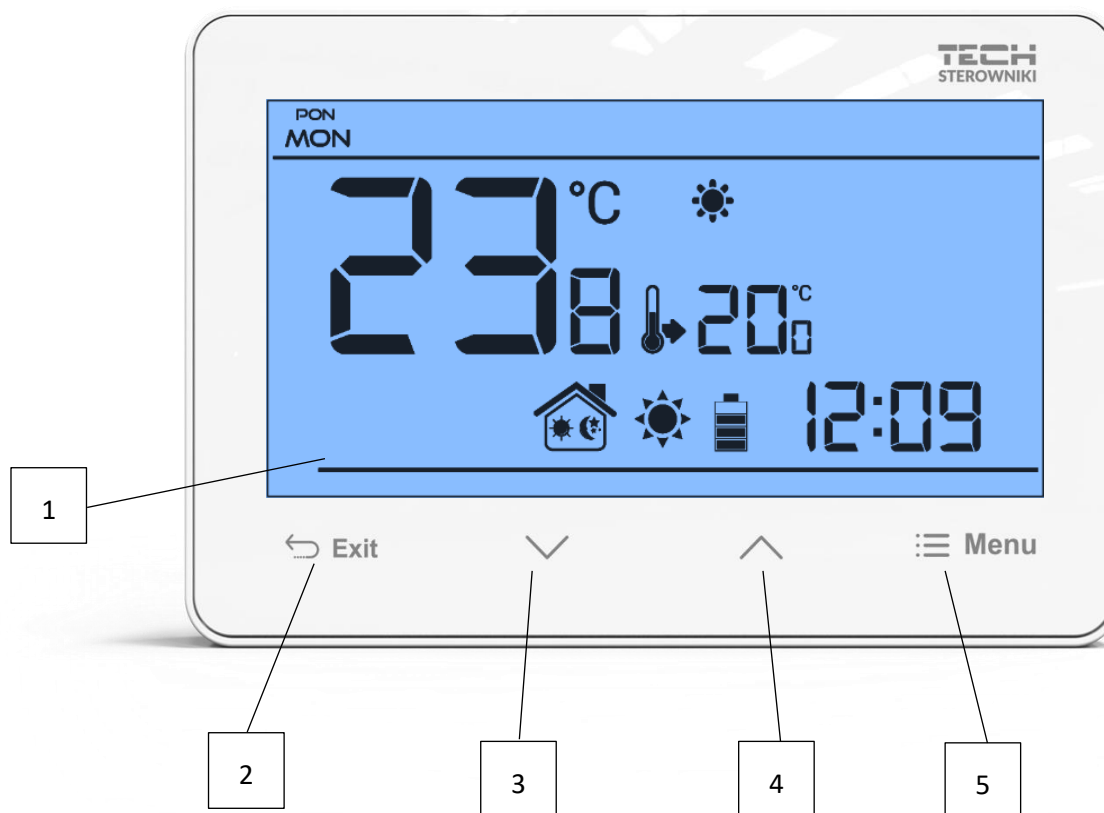 TECH
STEROWNIKI
PON
MON
23 8 °C
20 0 °C
12:09
1
Exit
Menu
2
3
4
5